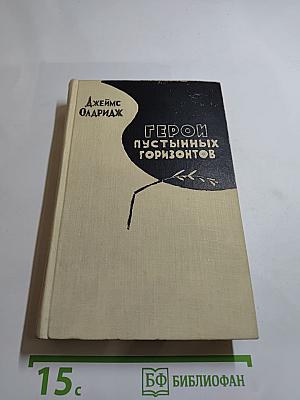 Джеймс
Олдридж
ГЕРОИ
ПУСТЫННЫХ
ГОРИЗОНТОВ
15с
БФ БИБЛИОФАН